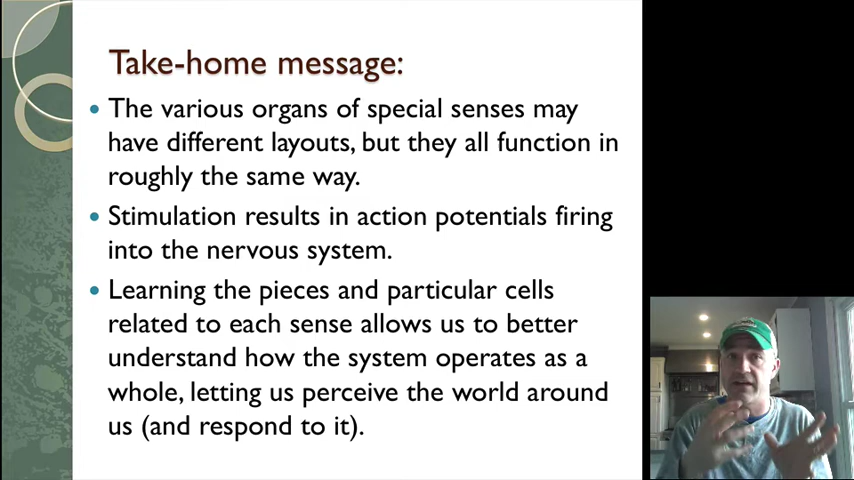 Take-home message:
The various organs of special senses may
have different layouts, but they all function in
roughly the same way.
Stimulation results in action potentials firing
into the nervous system.
Learning the pieces and particular cells
related to each sense allows us to better
understand how the system operates as a
whole, letting us perceive the world around
us (and respond to it).